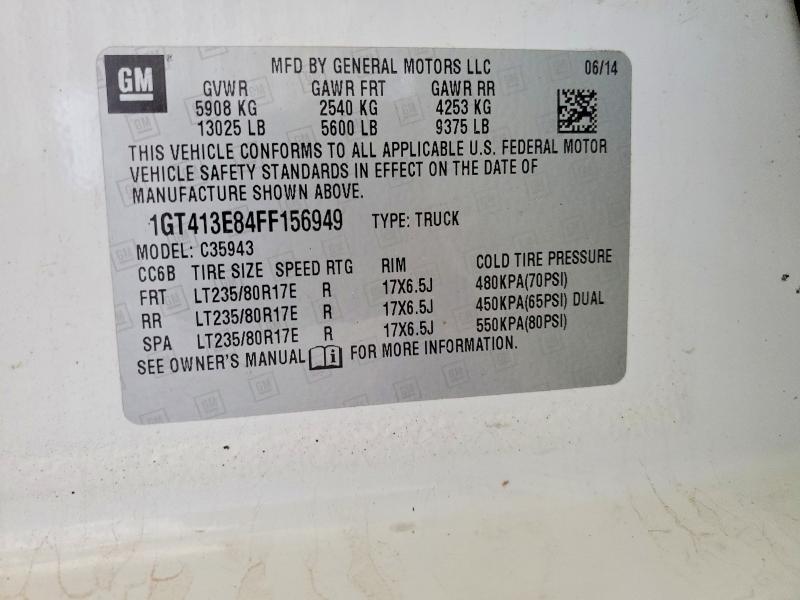 GM
MFD BY GENERAL MOTORS LLC 06/14
GVWR GAWR FRT GAWR RR
5908 KG 2540 KG 4253 KG
13025 LB 5600 LB 9375 LB
THIS VEHICLE CONFORMS TO ALL APPLICABLE U.S. FEDERAL MOTOR
VEHICLE SAFETY STANDARDS IN EFFECT ON THE DATE OF
MANUFACTURE SHOWN ABOVE.
1GT413E84FF156949 TYPE: TRUCK
MODEL: C35943
CC6B TIRE SIZE SPEED RTG RIM COLD TIRE PRESSURE
FRT LT235/80R17E R 17X6.5J 480KPA(70PSI)
RR LT235/80R17E R 17X6.5J 450KPA(65PSI) DUAL
SPA LT235/80R17E R 17X6.5J 550KPA(80PSI)
SEE OWNER'S MANUAL i FOR MORE INFORMATION.